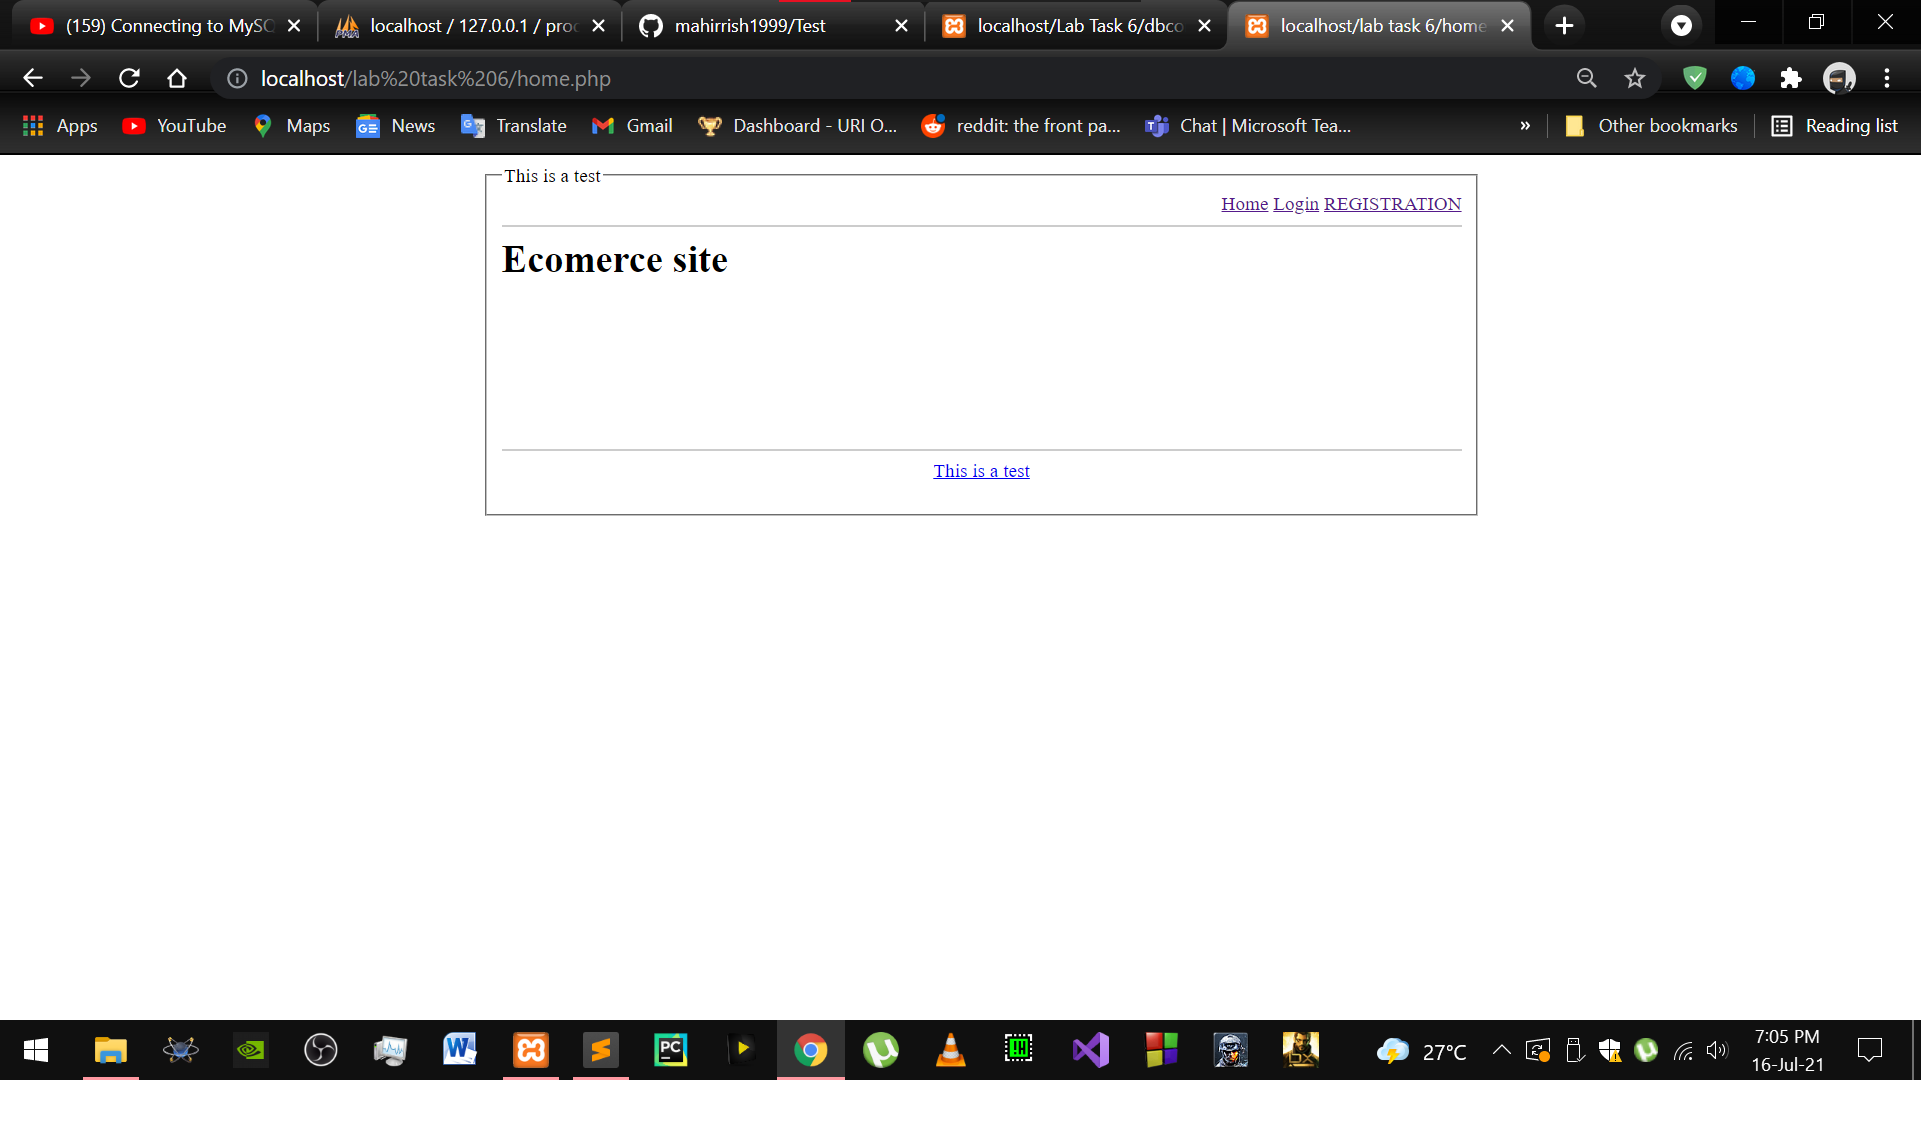 (159) Connecting to MySQ
localhost / 127.0.0.1 / proc
mahirrish1999/Test
localhost/Lab Task 6/dbco
localhost/lab task 6/home
localhost/lab%20task%206/home.php
Apps
YouTube
Maps
News
Translate
Gmail
Dashboard - URI O...
reddit: the front pa...
Chat | Microsoft Tea...
»
Other bookmarks
Reading list
This is a test
Home Login REGISTRATION
Ecomerce site
This is a test
27°C
7:05 PM
16-Jul-21